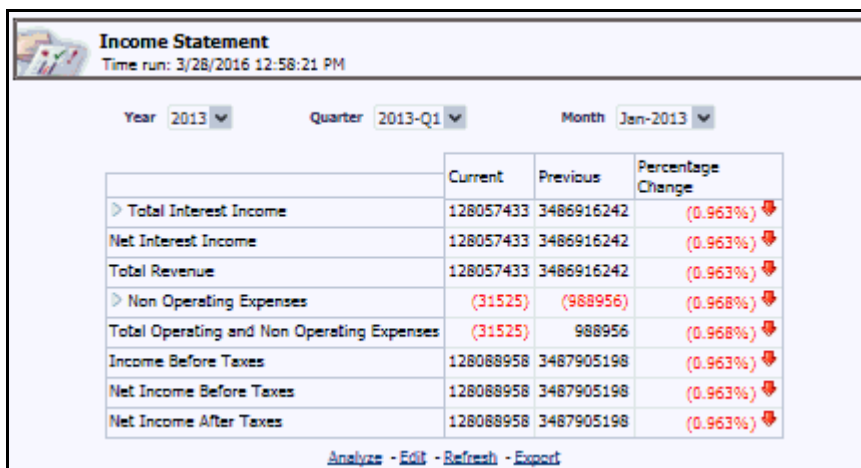 Income Statement
Time run: 3/28/2016 12:58:21 PM
Year 2013 Quarter 2013-Q1 Month Jan-2013
Current Previous Percentage Change
Total Interest Income 128057433 3486916242 (0.963%)
Net Interest Income 128057433 3486916242 (0.963%)
Total Revenue 128057433 3486916242 (0.963%)
Non Operating Expenses (31525) (988956) (0.968%)
Total Operating and Non Operating Expenses (31525) 988956 (0.968%)
Income Before Taxes 128088958 3487905198 (0.963%)
Net Income Before Taxes 128088958 3487905198 (0.963%)
Net Income After Taxes 128088958 3487905198 (0.963%)
Analyze - Edit - Refresh - Export